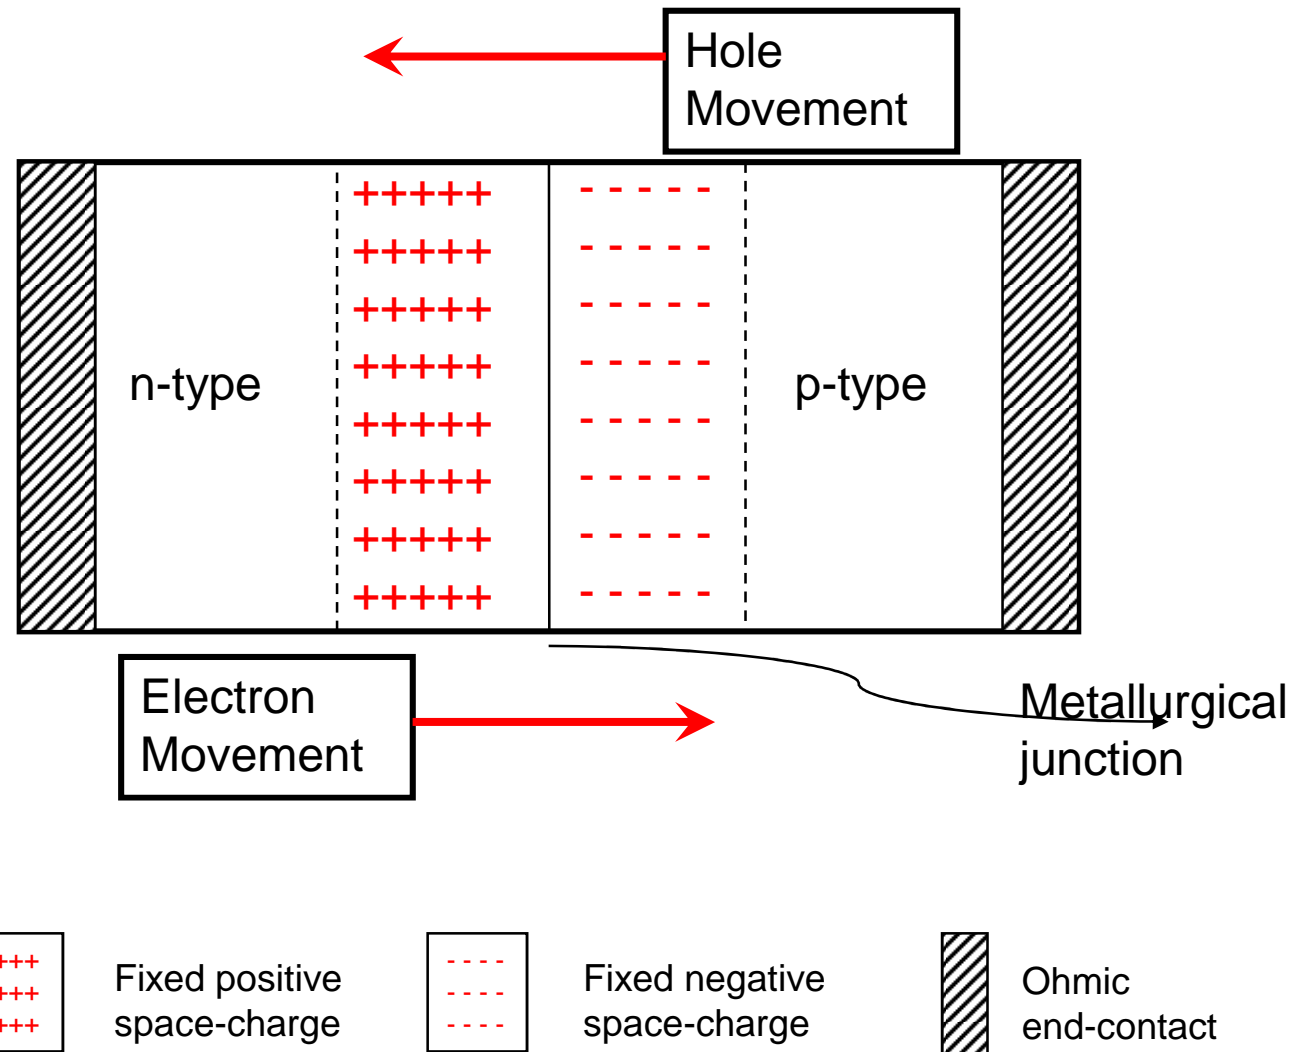 Hole
Movement
+++++ - - - - -
+++++ - - - - -
+++++ - - - - -
n-type +++++ - - - - - p-type
+++++ - - - - -
+++++ - - - - -
+++++ - - - - -
+++++ - - - - -
Electron
Movement
Metallurgical
junction
+++ - - - -
+++ - - - -
+++ - - - -
Fixed positive
space-charge
Fixed negative
space-charge
Ohmic
end-contact